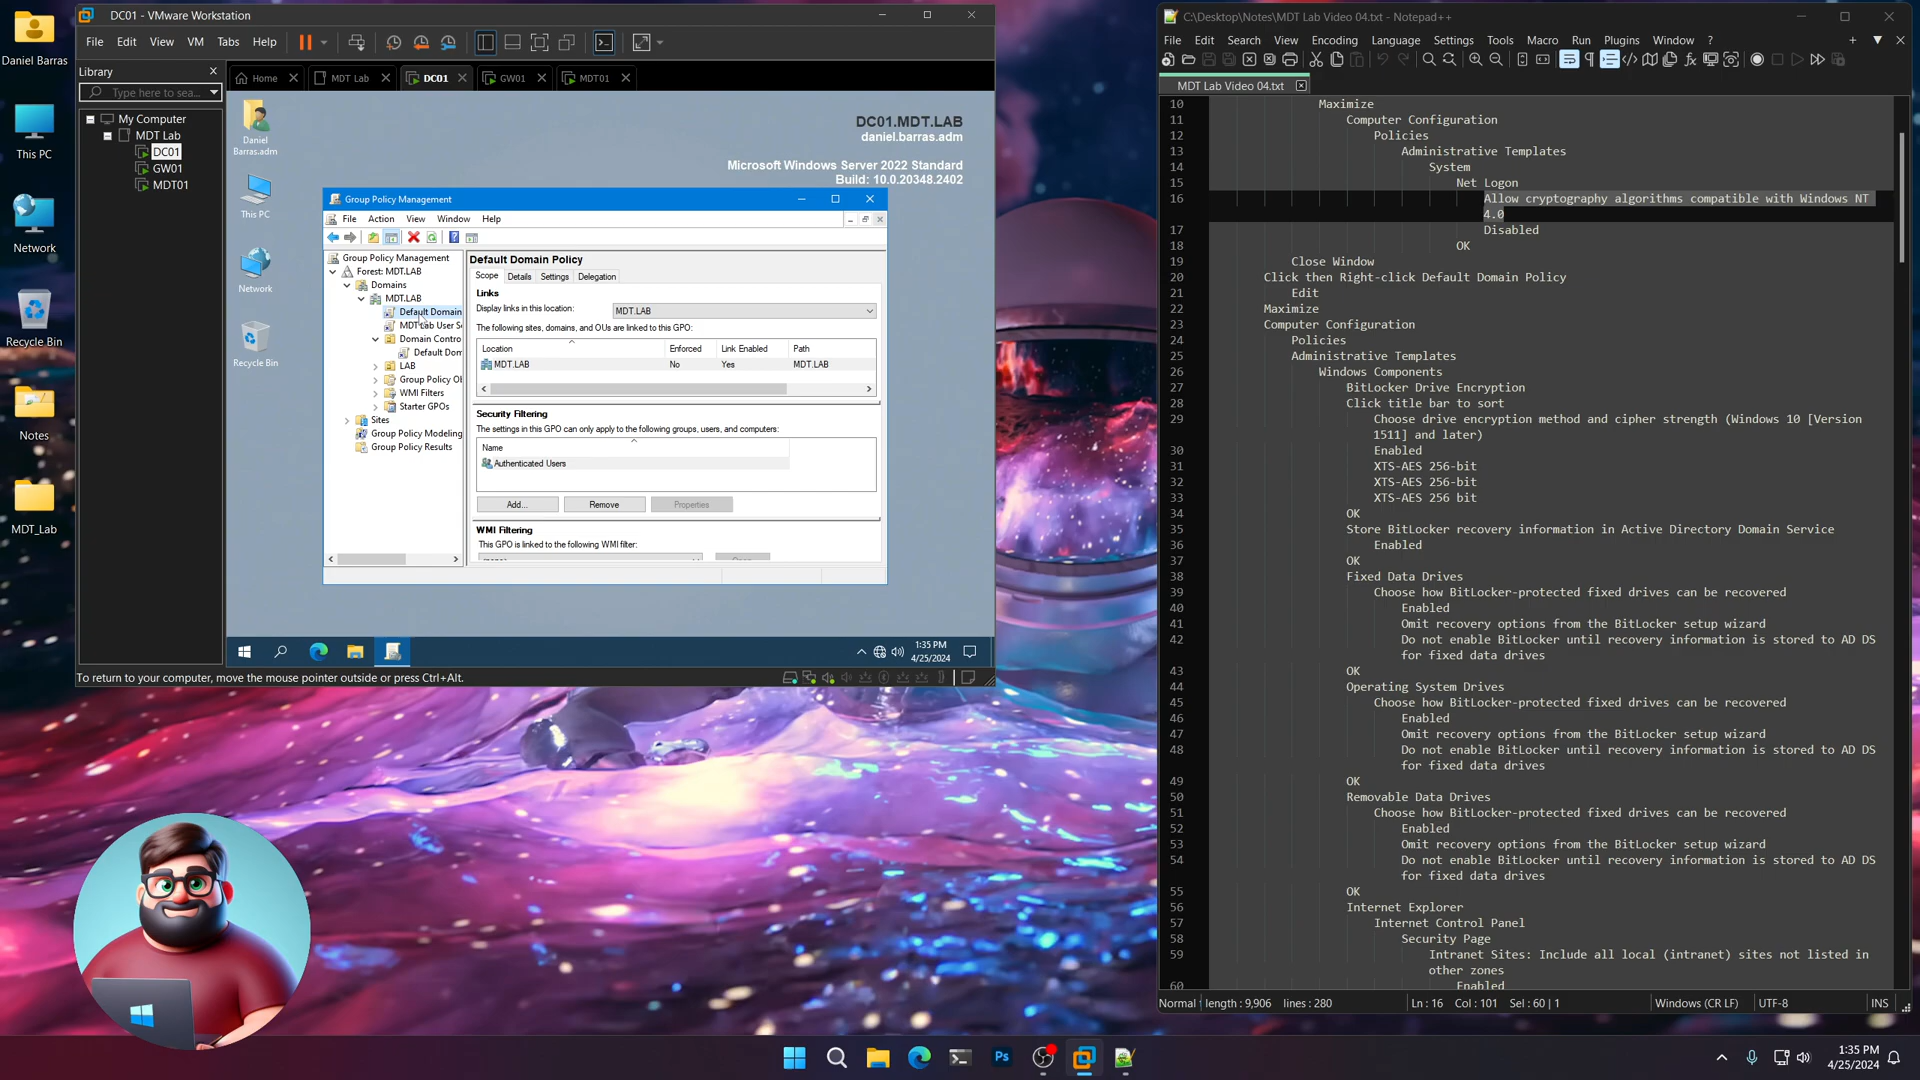 Daniel Barras
This PC
Network
Recycle Bin
Notes
MDT_Lab
DC01 - VMware Workstation
File Edit View VM Tabs Help
Library
Type here to sea...
My Computer
MDT Lab
DC01
GW01
MDT01
Home
MDT Lab
DC01
GW01
MDT01
Daniel
Barras.adm
This PC
Network
Recycle Bin
DC01.MDT.LAB
daniel.barras.adm
Microsoft Windows Server 2022 Standard
Build: 10.0.20348.2402
Group Policy Management
File Action View Window Help
Group Policy Management
Forest: MDT.LAB
Domains
MDT.LAB
Default Domain
MDT Lab User Se
Domain Contro
Default Dom
LAB
Group Policy Ob
WMI Filters
Starter GPOs
Sites
Group Policy Modeling
Group Policy Results
Default Domain Policy
Scope Details Settings Delegation
Links
Display links in this location: MDT.LAB
The following sites, domains, and OUs are linked to this GPO:
Location Enforced Link Enabled Path
MDT.LAB No Yes MDT.LAB
Security Filtering
The settings in this GPO can only apply to the following groups, users, and computers:
Name
Authenticated Users
Add... Remove Properties
WMI Filtering
This GPO is linked to the following WMI filter:
1:35 PM
4/25/2024
To return to your computer, move the mouse pointer outside or press Ctrl+Alt.
C:\Desktop\Notes\MDT Lab Video 04.txt - Notepad++
File Edit Search View Encoding Language Settings Tools Macro Run Plugins Window ?
MDT Lab Video 04.txt
10 Maximize
11 Computer Configuration
12 Policies
13 Administrative Templates
14 System
15 Net Logon
16 Allow cryptography algorithms compatible with Windows NT
4.0
17 Disabled
18 OK
19 Close Window
20 Click then Right-click Default Domain Policy
21 Edit
22 Maximize
23 Computer Configuration
24 Policies
25 Administrative Templates
26 Windows Components
27 BitLocker Drive Encryption
28 Click title bar to sort
29 Choose drive encryption method and cipher strength (Windows 10 [Version
1511] and later)
30 Enabled
31 XTS-AES 256-bit
32 XTS-AES 256-bit
33 XTS-AES 256 bit
34 OK
35 Store BitLocker recovery information in Active Directory Domain Service
36 Enabled
37 OK
38 Fixed Data Drives
39 Choose how BitLocker-protected fixed drives can be recovered
40 Enabled
41 Omit recovery options from the BitLocker setup wizard
42 Do not enable BitLocker until recovery information is stored to AD DS
for fixed data drives
43 OK
44 Operating System Drives
45 Choose how BitLocker-protected fixed drives can be recovered
46 Enabled
47 Omit recovery options from the BitLocker setup wizard
48 Do not enable BitLocker until recovery information is stored to AD DS
for fixed data drives
49 OK
50 Removable Data Drives
51 Choose how BitLocker-protected fixed drives can be recovered
52 Enabled
53 Omit recovery options from the BitLocker setup wizard
54 Do not enable BitLocker until recovery information is stored to AD DS
for fixed data drives
55 OK
56 Internet Explorer
57 Internet Control Panel
58 Security Page
59 Intranet Sites: Include all local (intranet) sites not listed in
other zones
60 Enabled
Normal length : 9,906 lines : 280 Ln : 16 Col : 101 Sel : 60 | 1 Windows (CR LF) UTF-8 INS
Ps
1:35 PM
4/25/2024